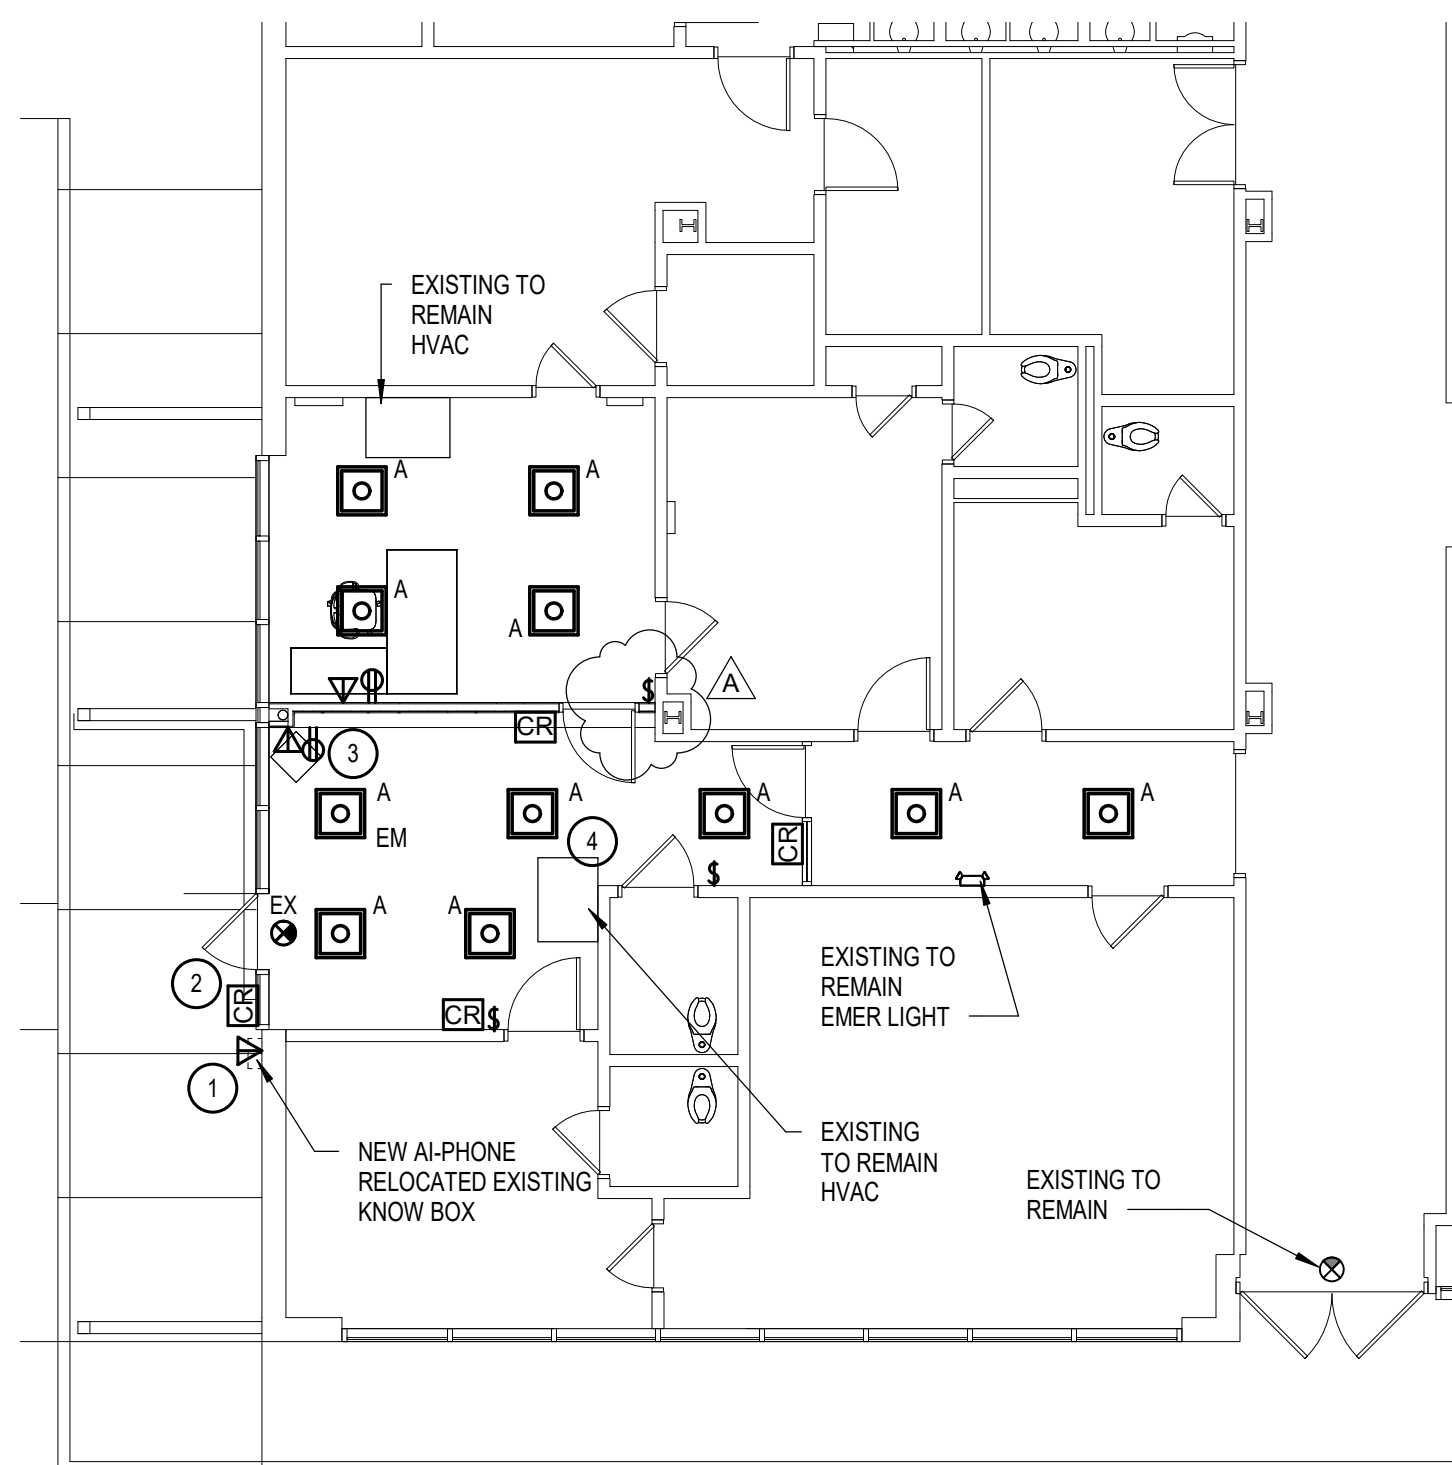 EXISTING TO
REMAIN
HVAC
A
A
A
A
$
A
CR
3
A
A
A
A
A
EM
4
CR
$
EX
A
A
2
CR
CR
$
1
EXISTING TO
REMAIN
EMER LIGHT
NEW AI-PHONE
RELOCATED EXISTING
KNOW BOX
EXISTING
TO REMAIN
HVAC
EXISTING TO
REMAIN